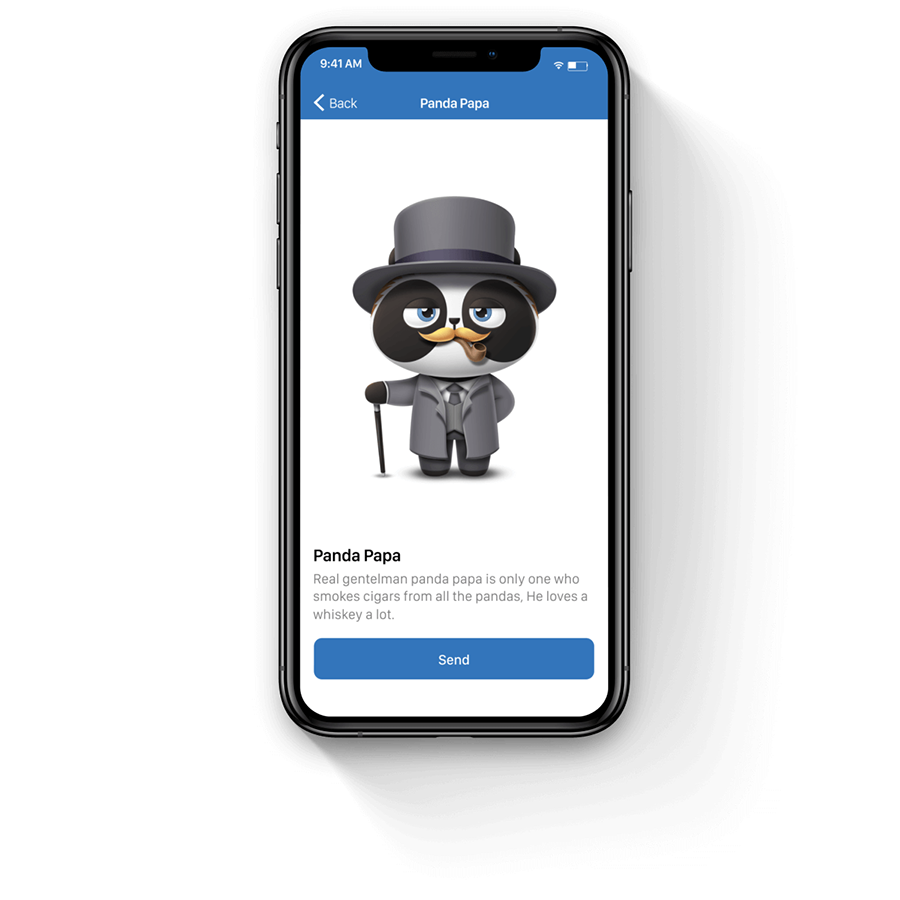 9:41 AM
Back
Panda Papa
Panda Papa
Real gentelman panda papa is only one who
smokes cigars from all the pandas, He loves a
whiskey a lot.
Send